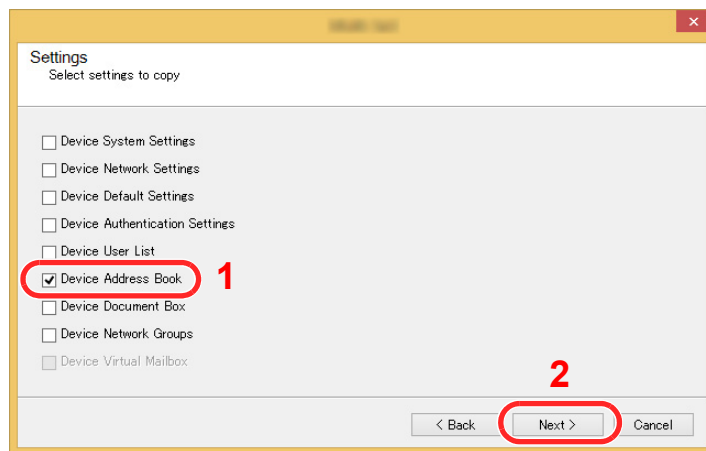 Settings
Select settings to copy
Device System Settings
Device Network Settings
Device Default Settings
Device Authentication Settings
Device User List
Device Address Book 1
Device Document Box
Device Network Groups
Device Virtual Mailbox
2
< Back Next > Cancel